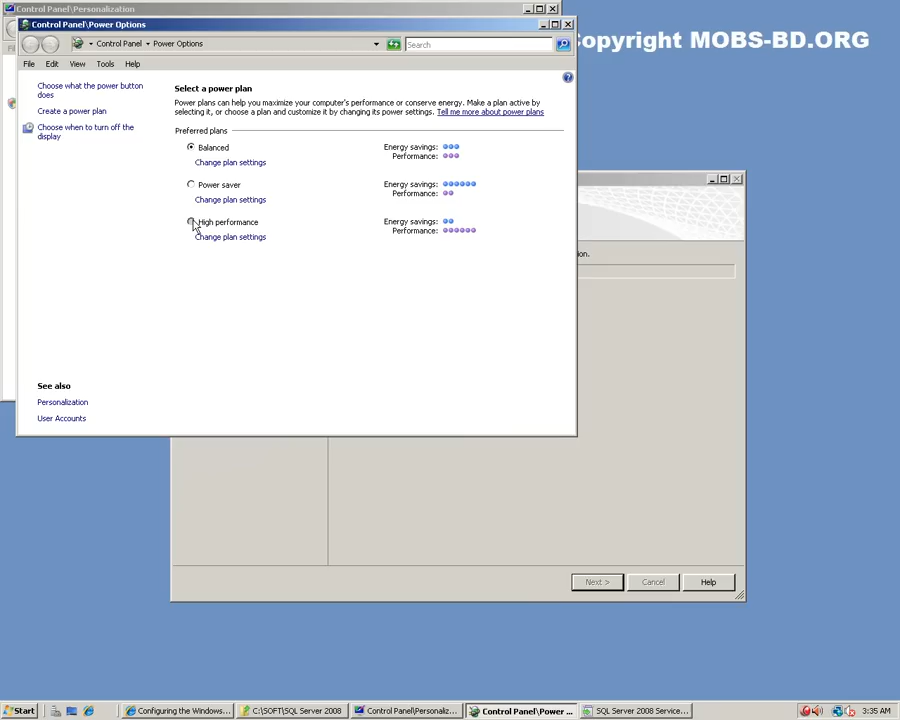 Control Panel\Personalization
Control Panel\Power Options
Control Panel ▸ Power Options
Search
opyright MOBS-BD.ORG
File Edit View Tools Help
Choose what the power button
does
Create a power plan
Choose when to turn off the
display
Select a power plan
Power plans can help you maximize your computer's performance or conserve energy. Make a plan active by
selecting it, or choose a plan and customize it by changing its power settings. Tell me more about power plans
Preferred plans
Balanced
Energy savings:
Change plan settings
Performance:
Power saver
Energy savings:
Change plan settings
Performance:
High performance
Energy savings:
Change plan settings
Performance:
ion.
See also
Personalization
User Accounts
Next >
Cancel
Help
Start
Configuring the Windows...
C:\SOFT\SQL Server 2008
Control Panel\Personaliz...
Control Panel\Power ...
SQL Server 2008 Service...
3:35 AM